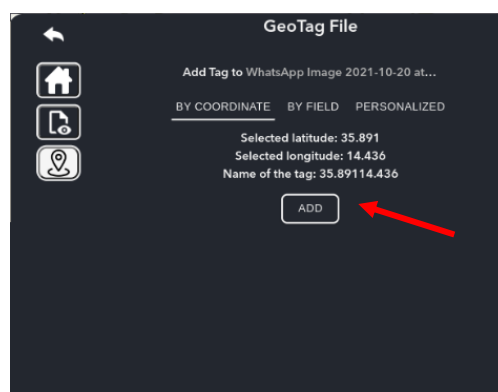 GeoTag File
Add Tag to WhatsApp Image 2021-10-20 at...
BY COORDINATE BY FIELD PERSONALIZED
Selected latitude: 35.891
Selected longitude: 14.436
Name of the tag: 35.89114.436
ADD